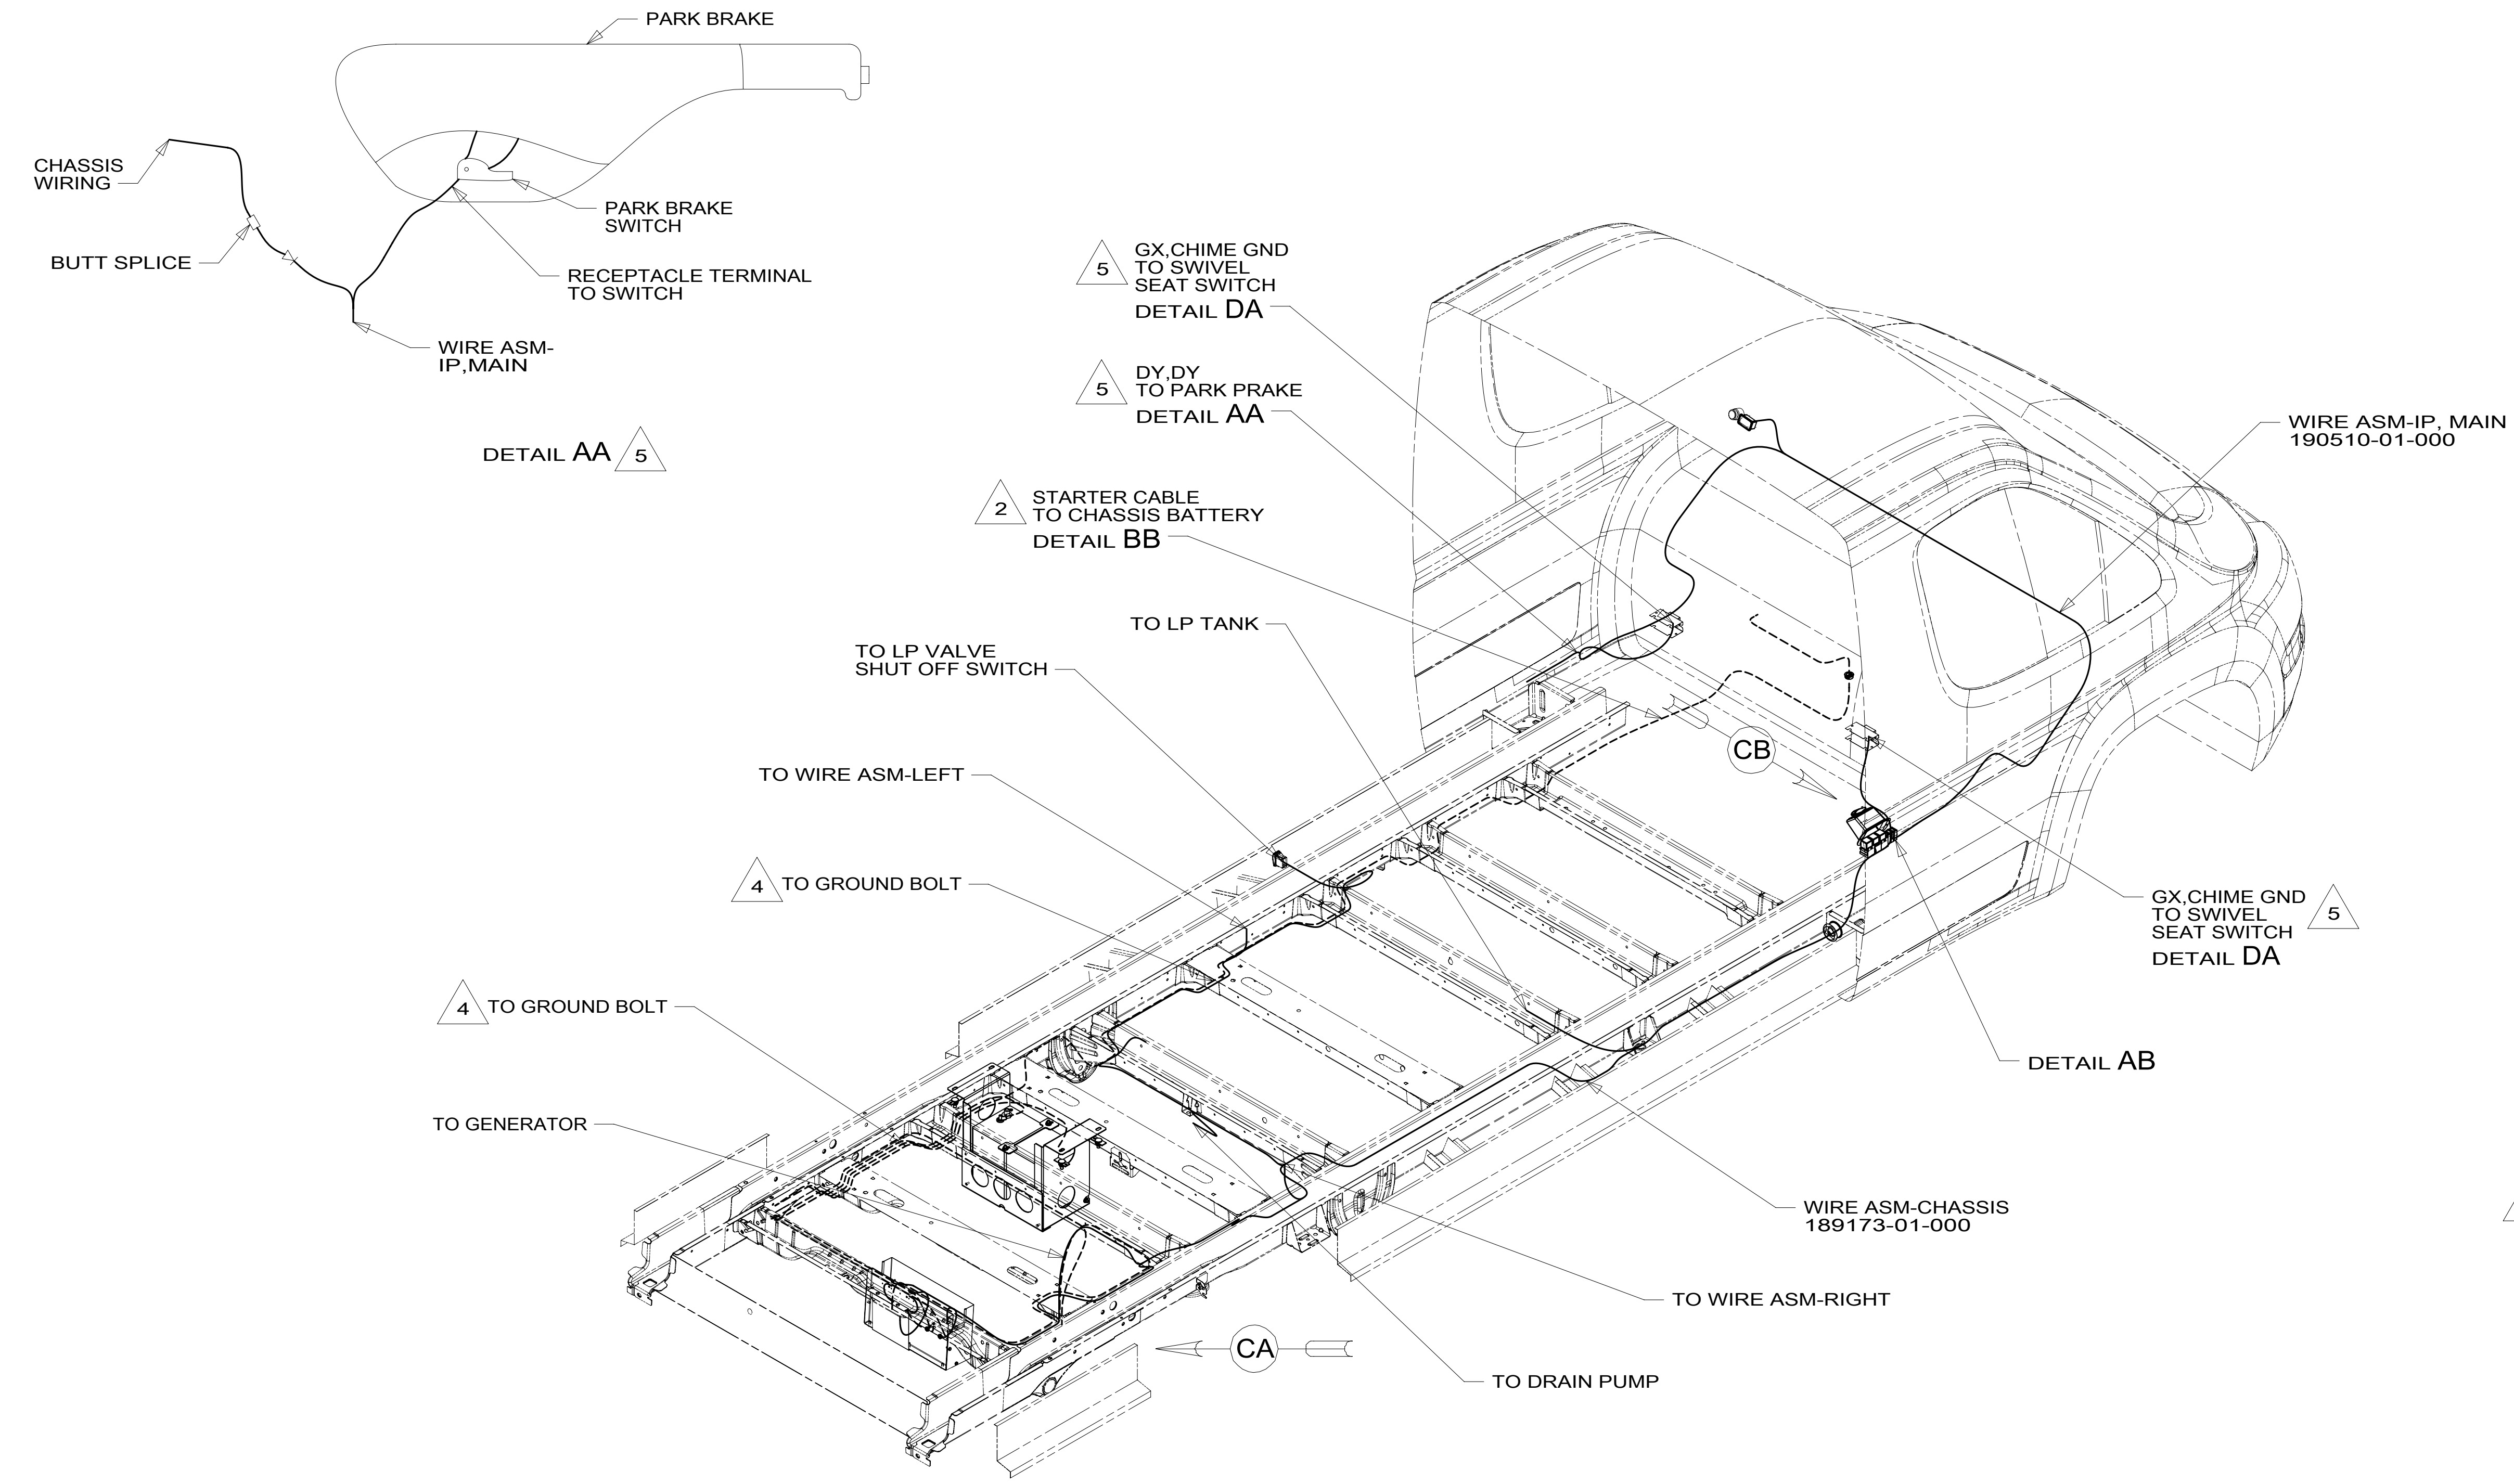 PARK BRAKE
CHASSIS
WIRING
PARK BRAKE
SWITCH
BUTT SPLICE
RECEPTACLE TERMINAL
TO SWITCH
WIRE ASM-
IP,MAIN
DETAIL AA 5
5 GX,CHIME GND
TO SWIVEL
SEAT SWITCH
DETAIL DA
5 DY,DY
TO PARK PRAKE
DETAIL AA
WIRE ASM-IP, MAIN
190510-01-000
2 STARTER CABLE
TO CHASSIS BATTERY
DETAIL BB
TO LP TANK
TO LP VALVE
SHUT OFF SWITCH
CB
TO WIRE ASM-LEFT
4 TO GROUND BOLT
GX,CHIME GND
TO SWIVEL 5
SEAT SWITCH
DETAIL DA
4 TO GROUND BOLT
DETAIL AB
TO GENERATOR
WIRE ASM-CHASSIS
189173-01-000
TO WIRE ASM-RIGHT
CA
TO DRAIN PUMP